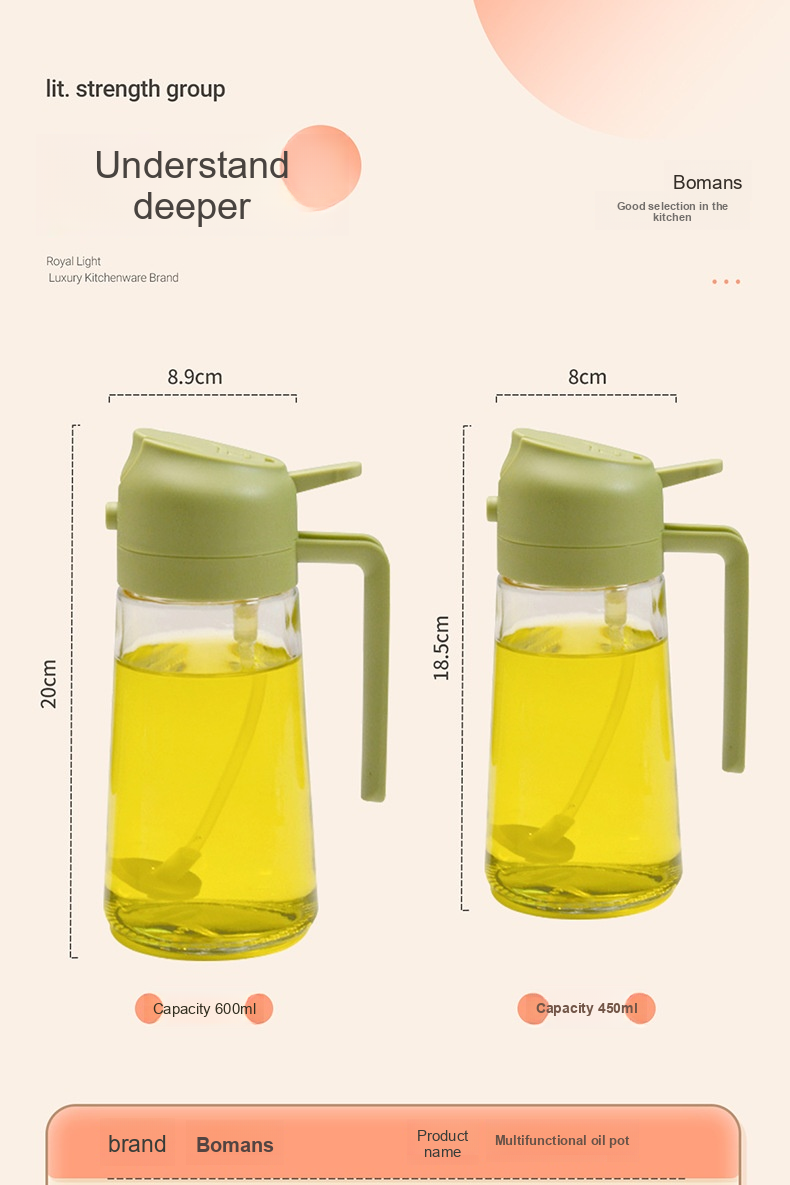 lit. strength group
Understand
deeper
Bomans
Good selection in the
kitchen
Royal Light
Luxury Kitchenware Brand
8.9cm
8cm
20cm
18.5cm
Capacity 600ml
Capacity 450ml
brand
Bomans
Product
name
Multifunctional oil pot